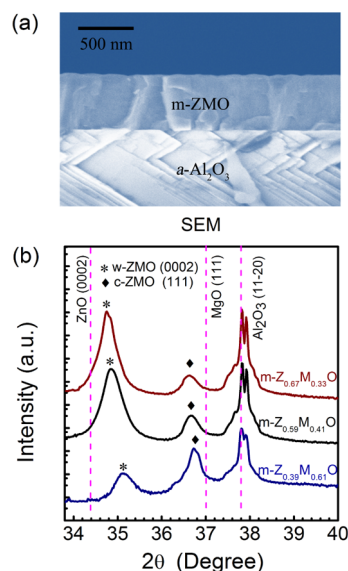 (a)
500 nm
m-ZMO
a-Al₂O₃
SEM
(b)
* w-ZMO (0002)
♦ c-ZMO (111)
ZnO (0002)
MgO (111)
Al₂O₃ (11-20)
*
♦
m-Z₀.₆₇M₀.₃₃O
*
♦
m-Z₀.₅₉M₀.₄₁O
*
♦
m-Z₀.₃₉M₀.₆₁O
Intensity (a.u.)
34 35 36 37 38 39 40
2θ (Degree)